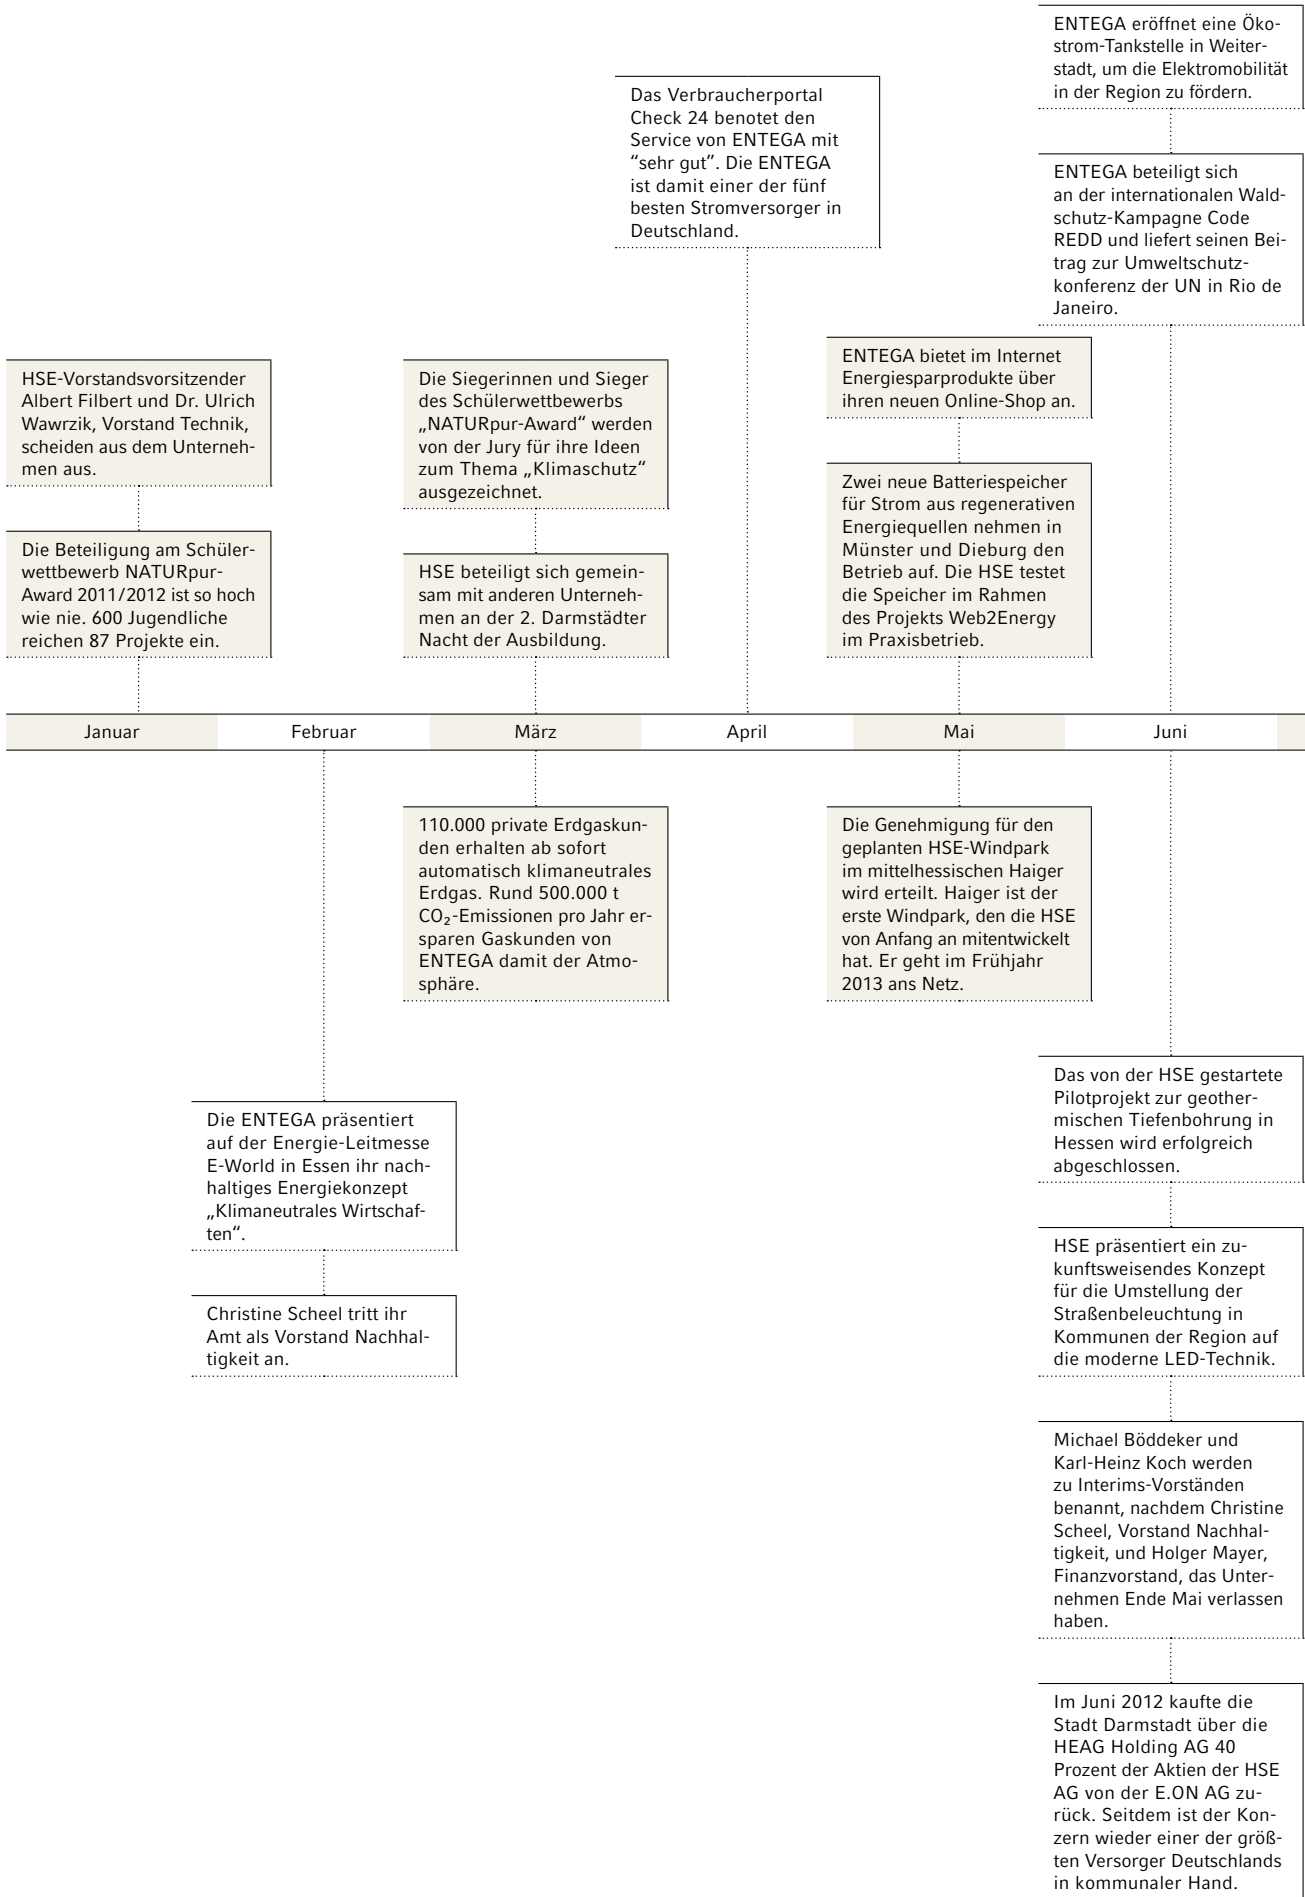 ENTEGA eröffnet eine Öko-
strom-Tankstelle in Weiter-
stadt, um die Elektromobilität
in der Region zu fördern.
Das Verbraucherportal
Check 24 benotet den
Service von ENTEGA mit
“sehr gut”. Die ENTEGA
ist damit einer der fünf
besten Stromversorger in
Deutschland.
ENTEGA beteiligt sich
an der internationalen Wald-
schutz-Kampagne Code
REDD und liefert seinen Bei-
trag zur Umweltschutz-
konferenz der UN in Rio de
Janeiro.
HSE-Vorstandsvorsitzender
Albert Filbert und Dr. Ulrich
Wawrzik, Vorstand Technik,
scheiden aus dem Unterneh-
men aus.
Die Beteiligung am Schüler-
wettbewerb NATURpur-
Award 2011/2012 ist so hoch
wie nie. 600 Jugendliche
reichen 87 Projekte ein.
Die Siegerinnen und Sieger
des Schülerwettbewerbs
„NATURpur-Award“ werden
von der Jury für ihre Ideen
zum Thema „Klimaschutz“
ausgezeichnet.
HSE beteiligt sich gemein-
sam mit anderen Unterneh-
men an der 2. Darmstädter
Nacht der Ausbildung.
ENTEGA bietet im Internet
Energiesparprodukte über
ihren neuen Online-Shop an.
Zwei neue Batteriespeicher
für Strom aus regenerativen
Energiequellen nehmen in
Münster und Dieburg den
Betrieb auf. Die HSE testet
die Speicher im Rahmen
des Projekts Web2Energy
im Praxisbetrieb.
Januar
Februar
März
April
Mai
Juni
110.000 private Erdgaskun-
den erhalten ab sofort
automatisch klimaneutrales
Erdgas. Rund 500.000 t
CO₂-Emissionen pro Jahr er-
sparen Gaskunden von
ENTEGA damit der Atmo-
sphäre.
Die Genehmigung für den
geplanten HSE-Windpark
im mittelhessischen Haiger
wird erteilt. Haiger ist der
erste Windpark, den die HSE
von Anfang an mitentwickelt
hat. Er geht im Frühjahr
2013 ans Netz.
Die ENTEGA präsentiert
auf der Energie-Leitmesse
E-World in Essen ihr nach-
haltiges Energiekonzept
„Klimaneutrales Wirtschaf-
ten“.
Christine Scheel tritt ihr
Amt als Vorstand Nachhal-
tigkeit an.
Das von der HSE gestartete
Pilotprojekt zur geother-
mischen Tiefenbohrung in
Hessen wird erfolgreich
abgeschlossen.
HSE präsentiert ein zu-
kunftsweisendes Konzept
für die Umstellung der
Straßenbeleuchtung in
Kommunen der Region auf
die moderne LED-Technik.
Michael Böddeker und
Karl-Heinz Koch werden
zu Interims-Vorständen
benannt, nachdem Christine
Scheel, Vorstand Nachhal-
tigkeit, und Holger Mayer,
Finanzvorstand, das Unter-
nehmen Ende Mai verlassen
haben.
Im Juni 2012 kaufte die
Stadt Darmstadt über die
HEAG Holding AG 40
Prozent der Aktien der HSE
AG von der E.ON AG zu-
rück. Seitdem ist der Kon-
zern wieder einer der größ-
ten Versorger Deutschlands
in kommunaler Hand.